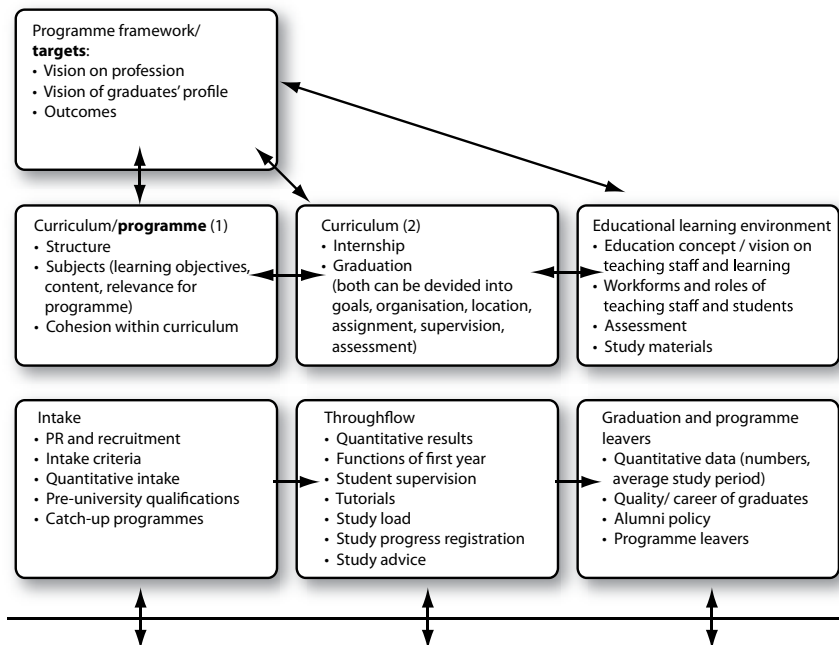 Programme framework/
targets:
• Vision on profession
• Vision of graduates' profile
• Outcomes
Curriculum/programme (1)
• Structure
• Subjects (learning objectives,
content, relevance for
programme)
• Cohesion within curriculum
Curriculum (2)
• Internship
• Graduation
(both can be devided into
goals, organisation, location,
assignment, supervision,
assessment)
Educational learning environment
• Education concept / vision on
teaching staff and learning
• Workforms and roles of
teaching staff and students
• Assessment
• Study materials
Intake
• PR and recruitment
• Intake criteria
• Quantitative intake
• Pre-university qualifications
• Catch-up programmes
Throughflow
• Quantitative results
• Functions of first year
• Student supervision
• Tutorials
• Study load
• Study progress registration
• Study advice
Graduation and programme
leavers
• Quantitative data (numbers,
average study period)
• Quality/ career of graduates
• Alumni policy
• Programme leavers